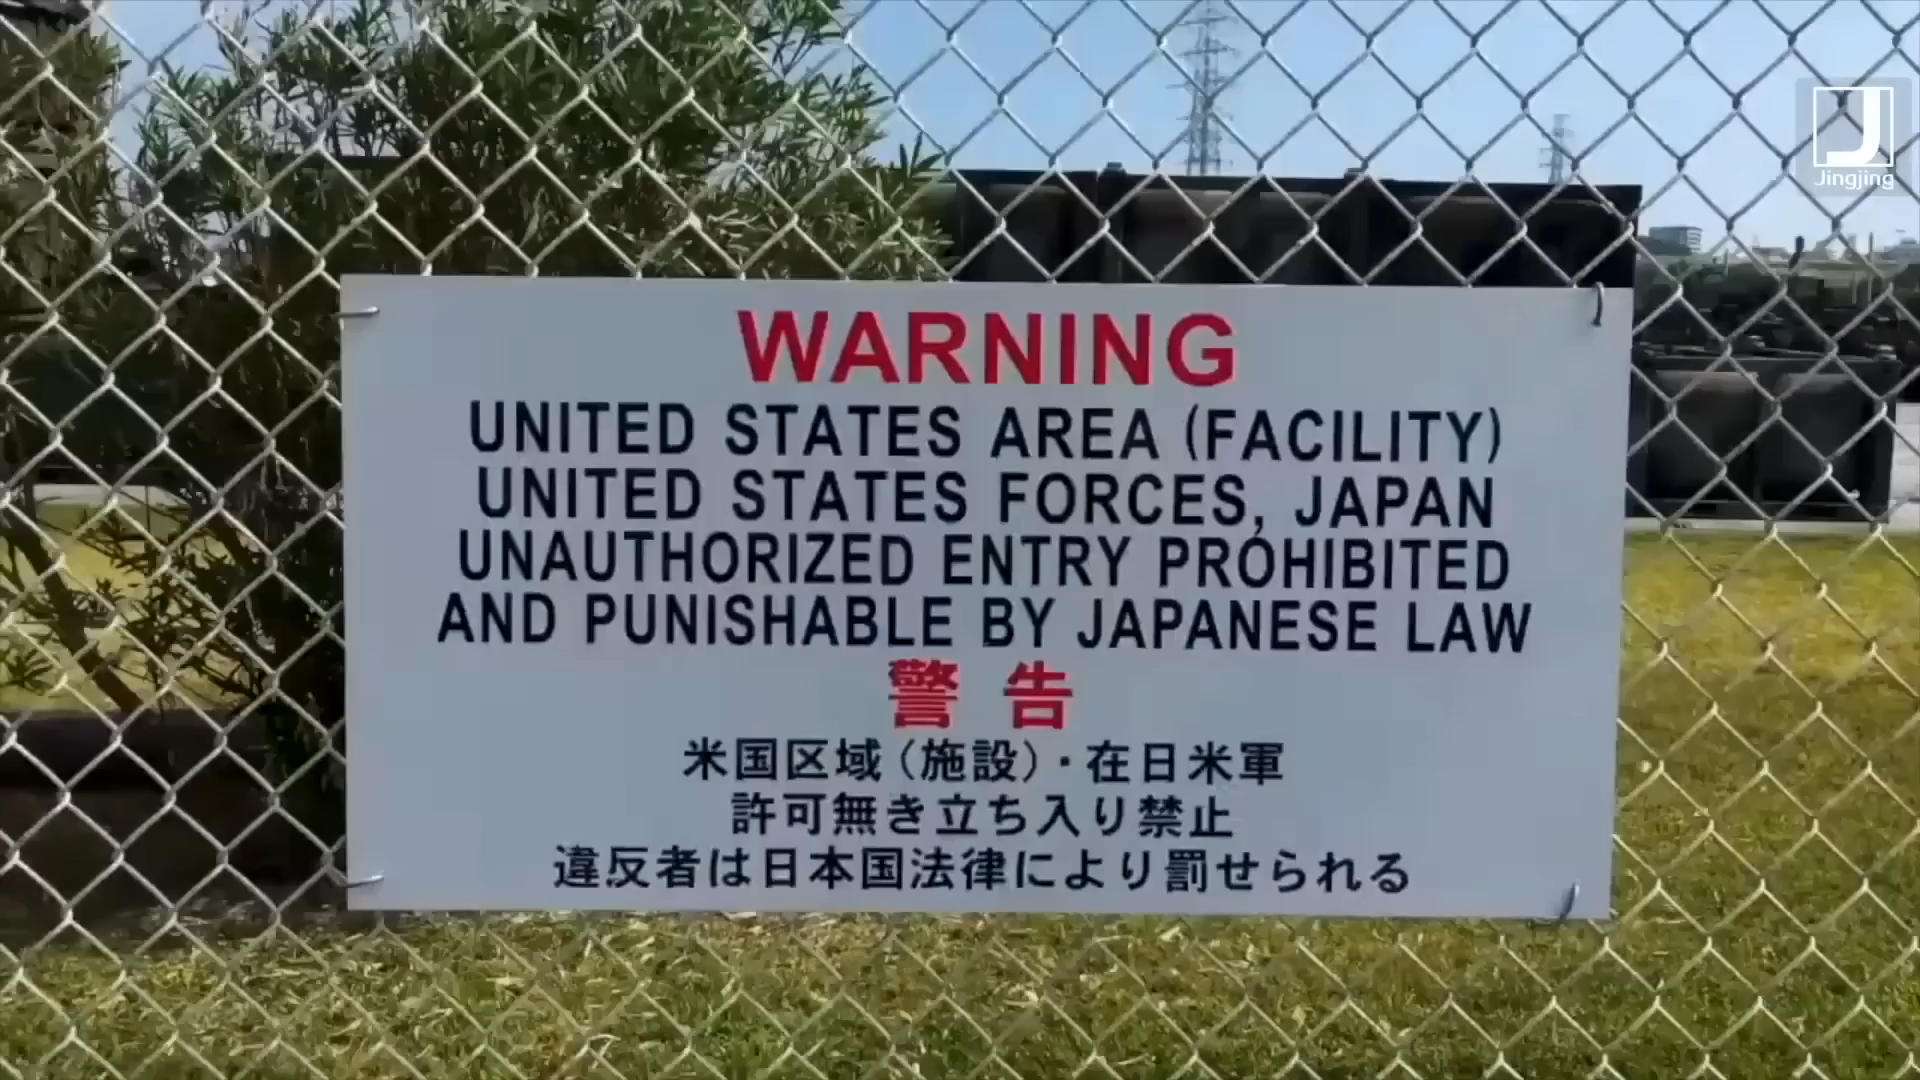 WARNING
UNITED STATES AREA (FACILITY)
UNITED STATES FORCES, JAPAN
UNAUTHORIZED ENTRY PROHIBITED
AND PUNISHABLE BY JAPANESE LAW
警告
米国区域(施設)・在日米軍
許可無き立ち入り禁止
違反者は日本国法律により罰せられる
J
Jingjing